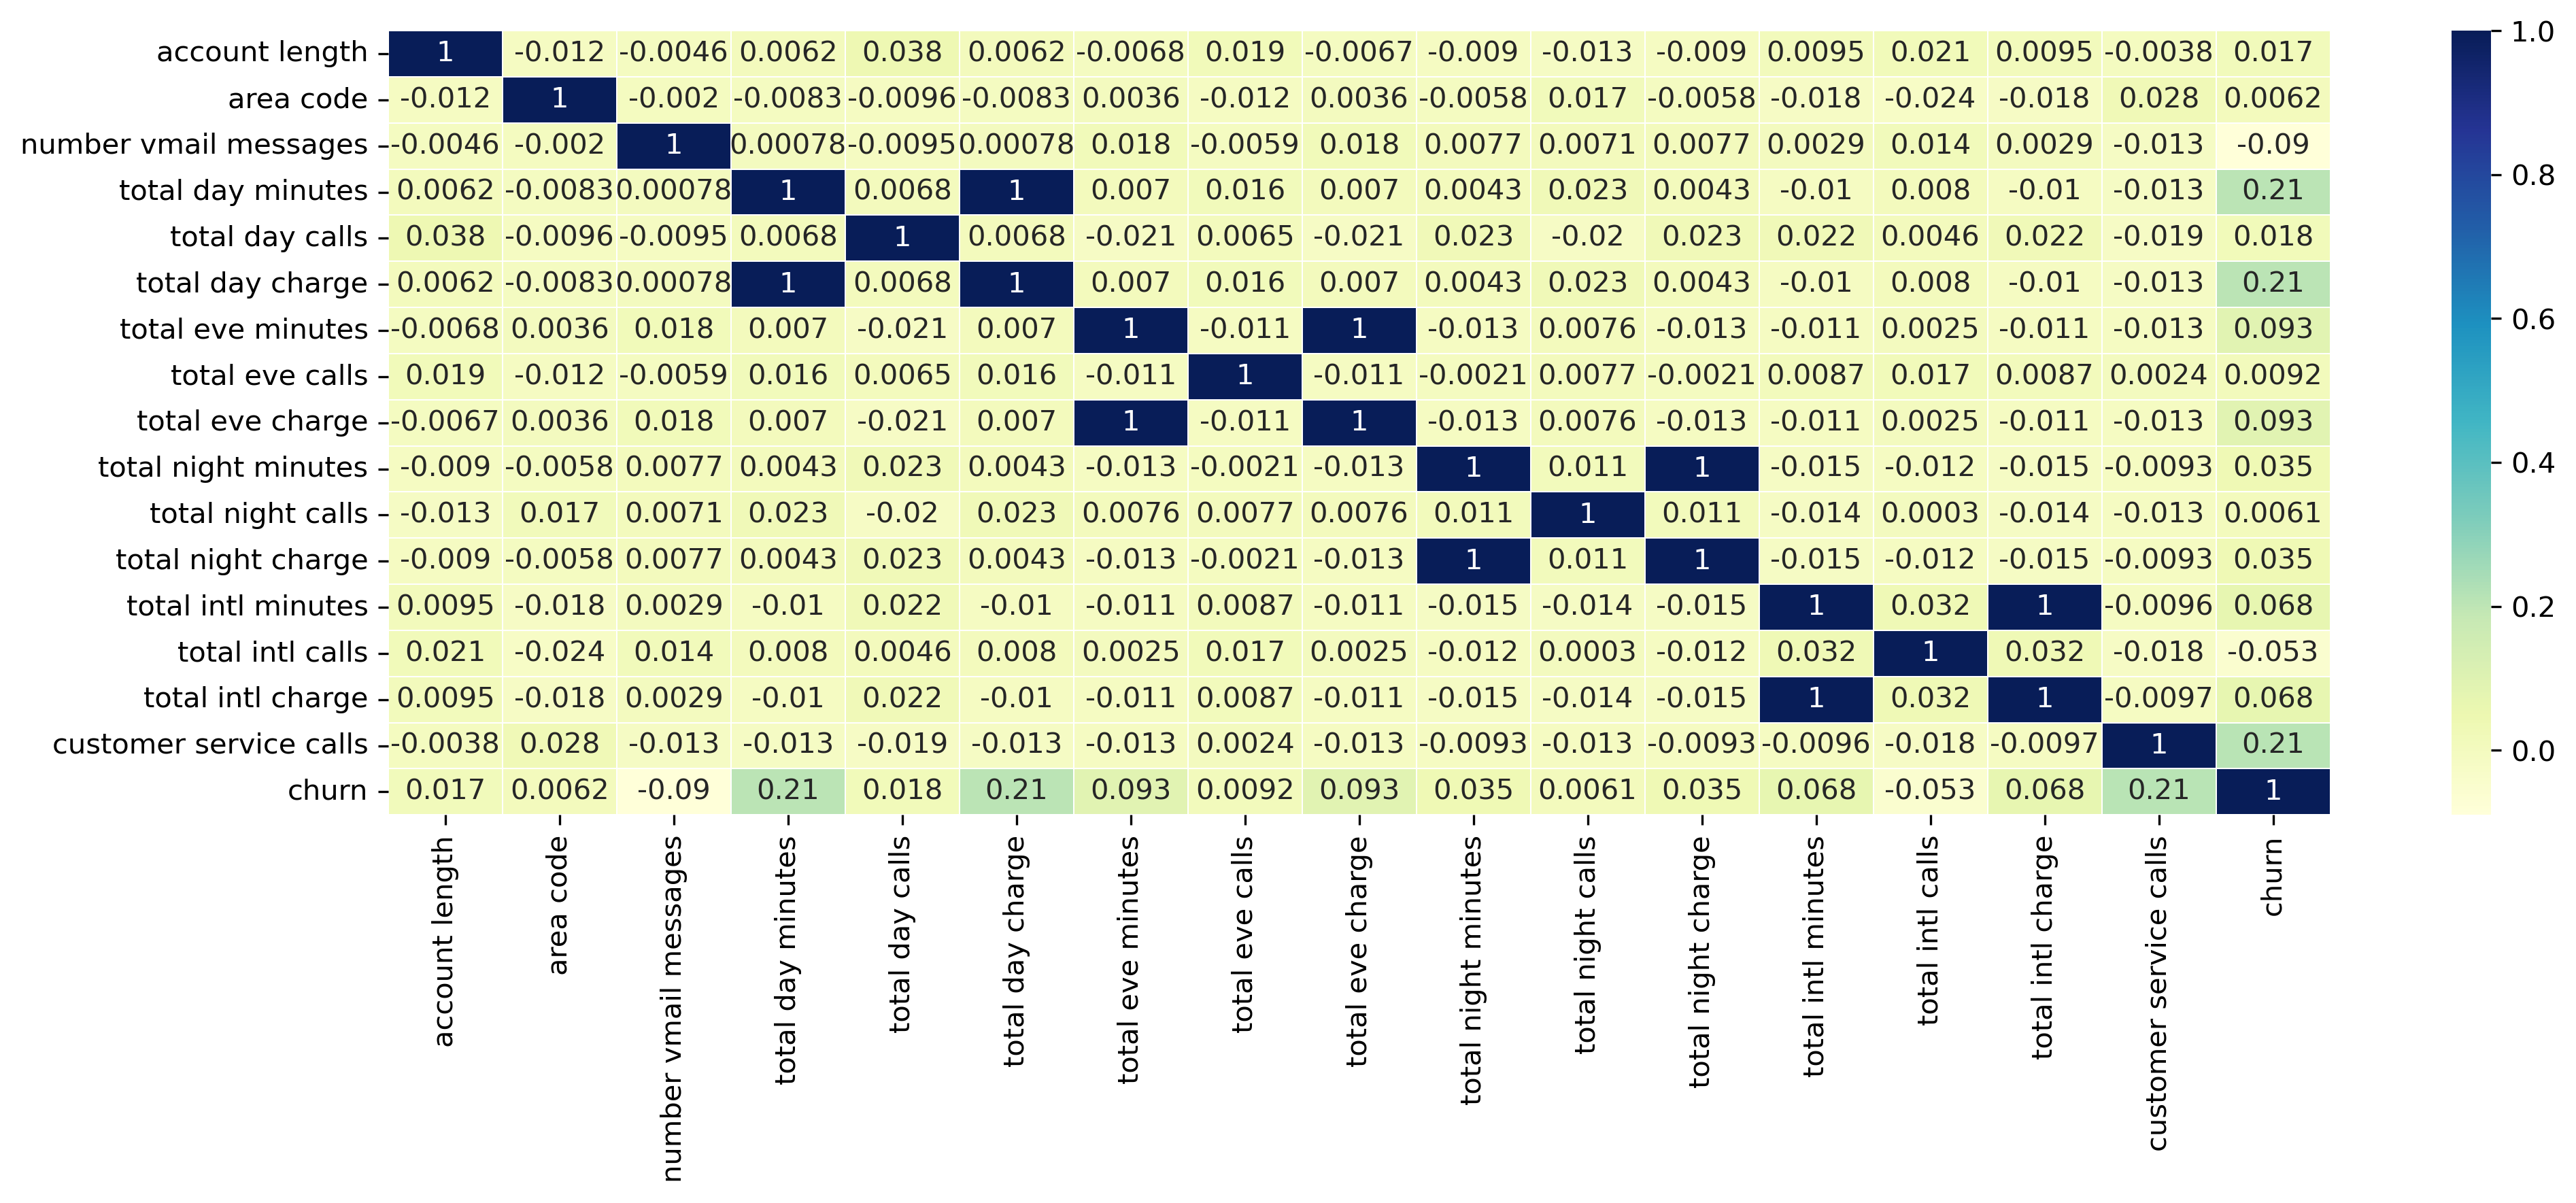 account length 1 -0.012 -0.0046 0.0062 0.038 0.0062 -0.0068 0.019 -0.0067 -0.009 -0.013 -0.009 0.0095 0.021 0.0095 -0.0038 0.017
area code -0.012 1 -0.002 -0.0083 -0.0096 -0.0083 0.0036 -0.012 0.0036 -0.0058 0.017 -0.0058 -0.018 -0.024 -0.018 0.028 0.0062
number vmail messages -0.0046 -0.002 1 0.00078 -0.0095 0.00078 0.018 -0.0059 0.018 0.0077 0.0071 0.0077 0.0029 0.014 0.0029 -0.013 -0.09
total day minutes 0.0062 -0.0083 0.00078 1 0.0068 1 0.007 0.016 0.007 0.0043 0.023 0.0043 -0.01 0.008 -0.01 -0.013 0.21
total day calls 0.038 -0.0096 -0.0095 0.0068 1 0.0068 -0.021 0.0065 -0.021 0.023 -0.02 0.023 0.022 0.0046 0.022 -0.019 0.018
total day charge 0.0062 -0.0083 0.00078 1 0.0068 1 0.007 0.016 0.007 0.0043 0.023 0.0043 -0.01 0.008 -0.01 -0.013 0.21
total eve minutes -0.0068 0.0036 0.018 0.007 -0.021 0.007 1 -0.011 1 -0.013 0.0076 -0.013 -0.011 0.0025 -0.011 -0.013 0.093
total eve calls 0.019 -0.012 -0.0059 0.016 0.0065 0.016 -0.011 1 -0.011 -0.0021 0.0077 -0.0021 0.0087 0.017 0.0087 0.0024 0.0092
total eve charge -0.0067 0.0036 0.018 0.007 -0.021 0.007 1 -0.011 1 -0.013 0.0076 -0.013 -0.011 0.0025 -0.011 -0.013 0.093
total night minutes -0.009 -0.0058 0.0077 0.0043 0.023 0.0043 -0.013 -0.0021 -0.013 1 0.011 1 -0.015 -0.012 -0.015 -0.0093 0.035
total night calls -0.013 0.017 0.0071 0.023 -0.02 0.023 0.0076 0.0077 0.0076 0.011 1 0.011 -0.014 0.0003 -0.014 -0.013 0.0061
total night charge -0.009 -0.0058 0.0077 0.0043 0.023 0.0043 -0.013 -0.0021 -0.013 1 0.011 1 -0.015 -0.012 -0.015 -0.0093 0.035
total intl minutes 0.0095 -0.018 0.0029 -0.01 0.022 -0.01 -0.011 0.0087 -0.011 -0.015 -0.014 -0.015 1 0.032 1 -0.0096 0.068
total intl calls 0.021 -0.024 0.014 0.008 0.0046 0.008 0.0025 0.017 0.0025 -0.012 0.0003 -0.012 0.032 1 0.032 -0.018 -0.053
total intl charge 0.0095 -0.018 0.0029 -0.01 0.022 -0.01 -0.011 0.0087 -0.011 -0.015 -0.014 -0.015 1 0.032 1 -0.0097 0.068
customer service calls -0.0038 0.028 -0.013 -0.013 -0.019 -0.013 -0.013 0.0024 -0.013 -0.0093 -0.013 -0.0093 -0.0096 -0.018 -0.0097 1 0.21
churn 0.017 0.0062 -0.09 0.21 0.018 0.21 0.093 0.0092 0.093 0.035 0.0061 0.035 0.068 -0.053 0.068 0.21 1
account length
area code
number vmail messages
total day minutes
total day calls
total day charge
total eve minutes
total eve calls
total eve charge
total night minutes
total night calls
total night charge
total intl minutes
total intl calls
total intl charge
customer service calls
churn
1.0
0.8
0.6
0.4
0.2
0.0